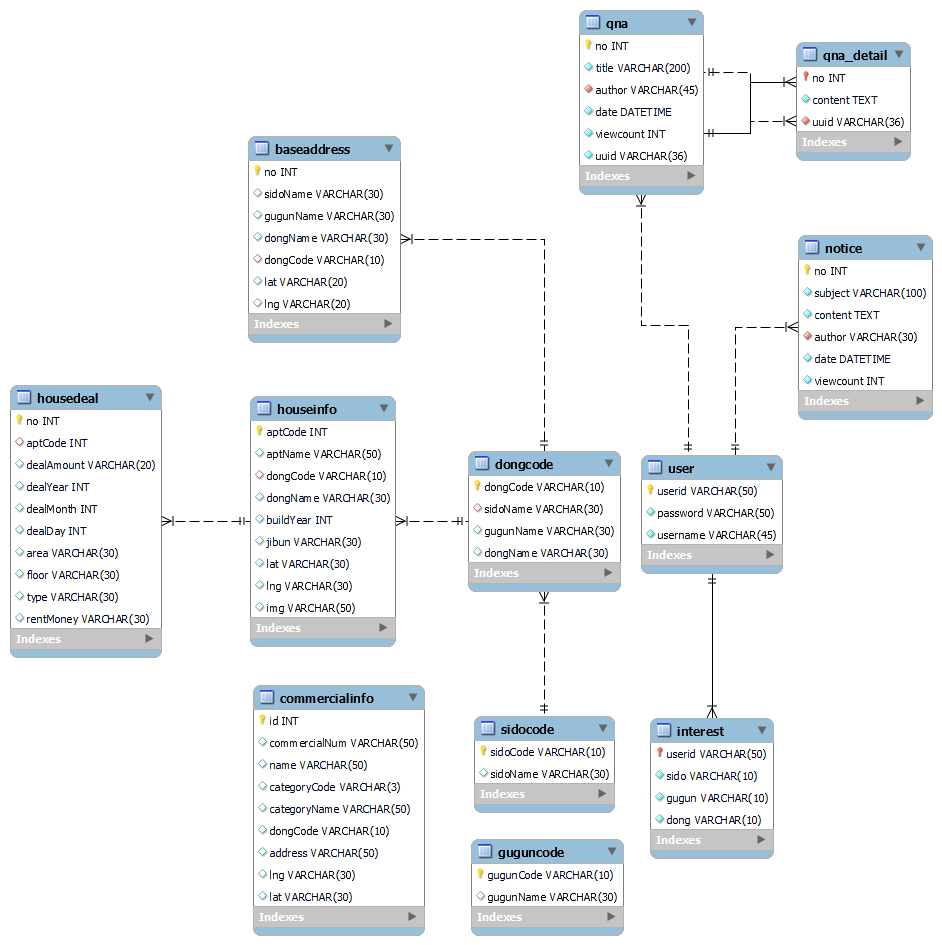 qna
no INT
title VARCHAR(200)
author VARCHAR(45)
date DATETIME
viewcount INT
uuid VARCHAR(36)
Indexes
qna_detail
no INT
content TEXT
uuid VARCHAR(36)
Indexes
baseaddress
no INT
sidoName VARCHAR(30)
gugunName VARCHAR(30)
dongName VARCHAR(30)
dongCode VARCHAR(10)
lat VARCHAR(20)
lng VARCHAR(20)
Indexes
notice
no INT
subject VARCHAR(100)
content TEXT
author VARCHAR(30)
date DATETIME
viewcount INT
Indexes
housedeal
no INT
aptCode INT
dealAmount VARCHAR(20)
dealYear INT
dealMonth INT
dealDay INT
area VARCHAR(30)
floor VARCHAR(30)
type VARCHAR(30)
rentMoney VARCHAR(30)
Indexes
houseinfo
aptCode INT
aptName VARCHAR(50)
dongCode VARCHAR(10)
dongName VARCHAR(30)
buildYear INT
jibun VARCHAR(30)
lat VARCHAR(30)
lng VARCHAR(30)
img VARCHAR(50)
Indexes
dongcode
dongCode VARCHAR(10)
sidoName VARCHAR(30)
gugunName VARCHAR(30)
dongName VARCHAR(30)
Indexes
user
userid VARCHAR(50)
password VARCHAR(50)
username VARCHAR(45)
Indexes
commercialinfo
id INT
commercialNum VARCHAR(50)
name VARCHAR(50)
categoryCode VARCHAR(3)
categoryName VARCHAR(50)
dongCode VARCHAR(10)
address VARCHAR(50)
lng VARCHAR(30)
lat VARCHAR(30)
Indexes
sidocode
sidoCode VARCHAR(10)
sidoName VARCHAR(30)
Indexes
interest
userid VARCHAR(50)
sido VARCHAR(10)
gugun VARCHAR(10)
dong VARCHAR(10)
Indexes
guguncode
gugunCode VARCHAR(10)
gugunName VARCHAR(30)
Indexes